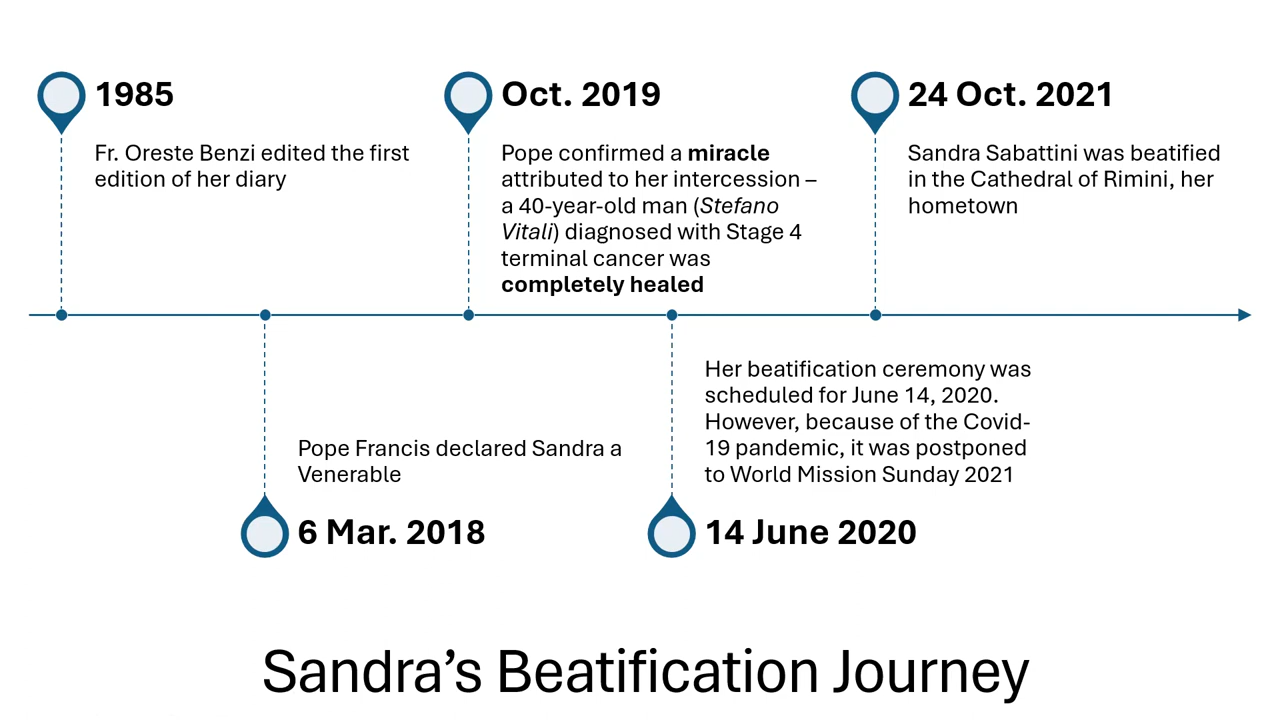 1985
Fr. Oreste Benzi edited the first
edition of her diary
Oct. 2019
Pope confirmed a miracle
attributed to her intercession –
a 40-year-old man (Stefano
Vitali) diagnosed with Stage 4
terminal cancer was
completely healed
24 Oct. 2021
Sandra Sabattini was beatified
in the Cathedral of Rimini, her
hometown
Pope Francis declared Sandra a
Venerable
6 Mar. 2018
Her beatification ceremony was
scheduled for June 14, 2020.
However, because of the Covid-
19 pandemic, it was postponed
to World Mission Sunday 2021
14 June 2020
Sandra’s Beatification Journey